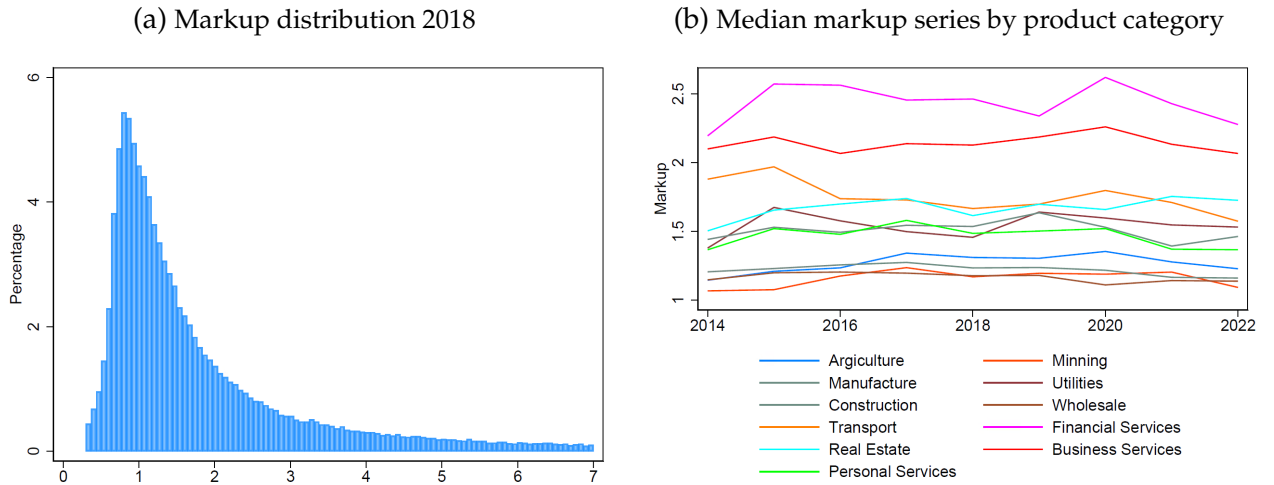 (a) Markup distribution 2018
Percentage
6
4
2
0
0 1 2 3 4 5 6 7
(b) Median markup series by product category
Markup
2.5
2
1.5
1
2014 2016 2018 2020 2022
Argiculture Minning
Manufacture Utilities
Construction Wholesale
Transport Financial Services
Real Estate Business Services
Personal Services